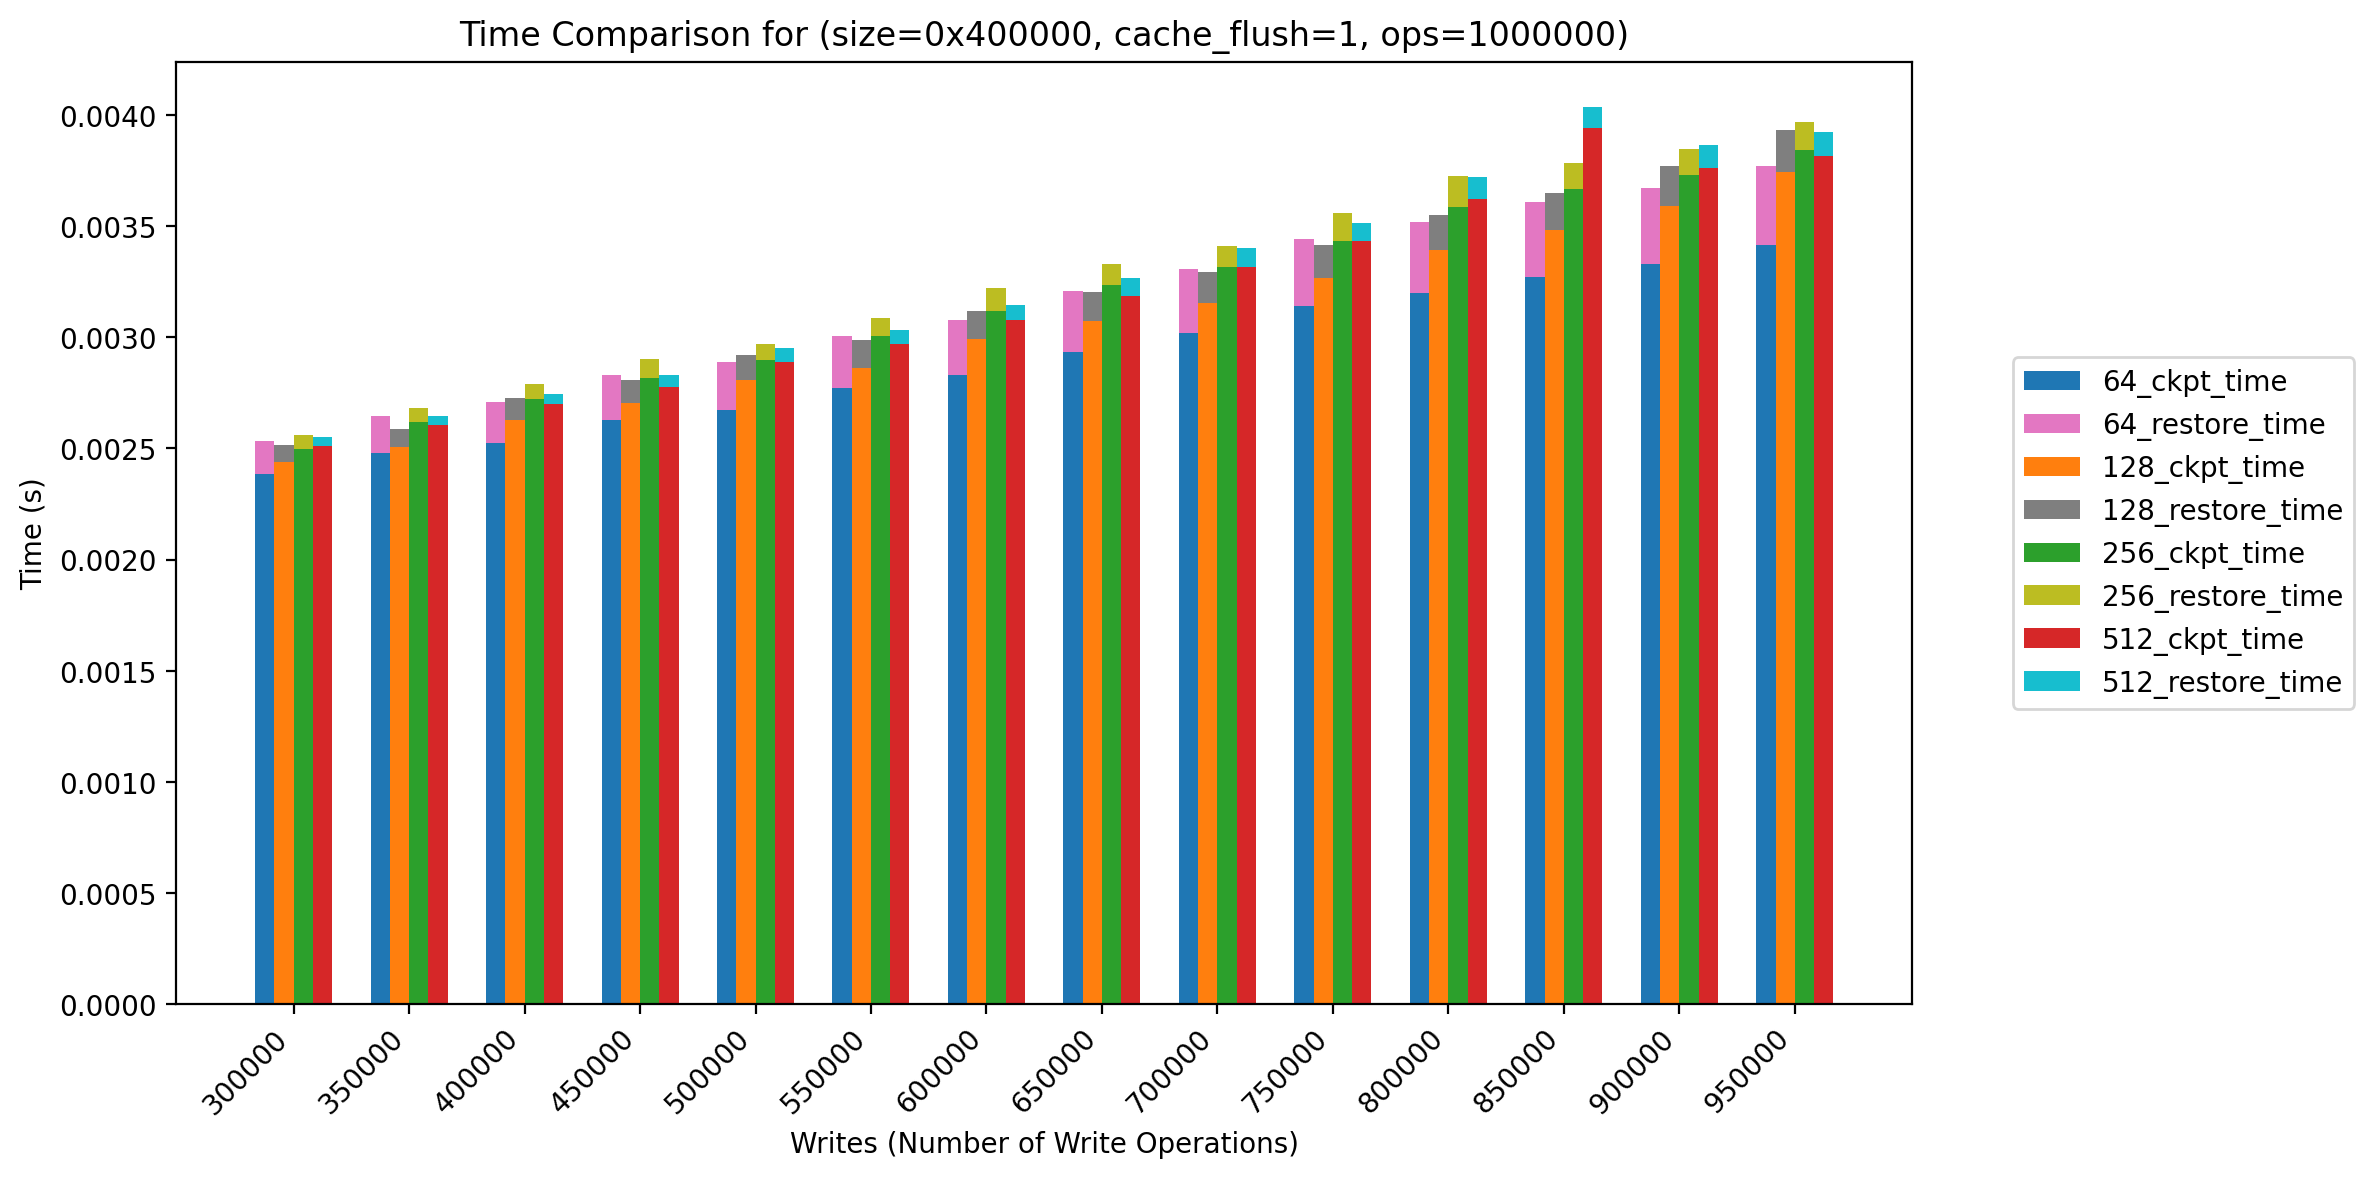 Time Comparison for (size=0x400000, cache_flush=1, ops=1000000)
Time (s)
0.0040
0.0035
0.0030
0.0025
0.0020
0.0015
0.0010
0.0005
0.0000
300000
350000
400000
450000
500000
550000
600000
650000
700000
750000
800000
850000
900000
950000
Writes (Number of Write Operations)
64_ckpt_time
64_restore_time
128_ckpt_time
128_restore_time
256_ckpt_time
256_restore_time
512_ckpt_time
512_restore_time